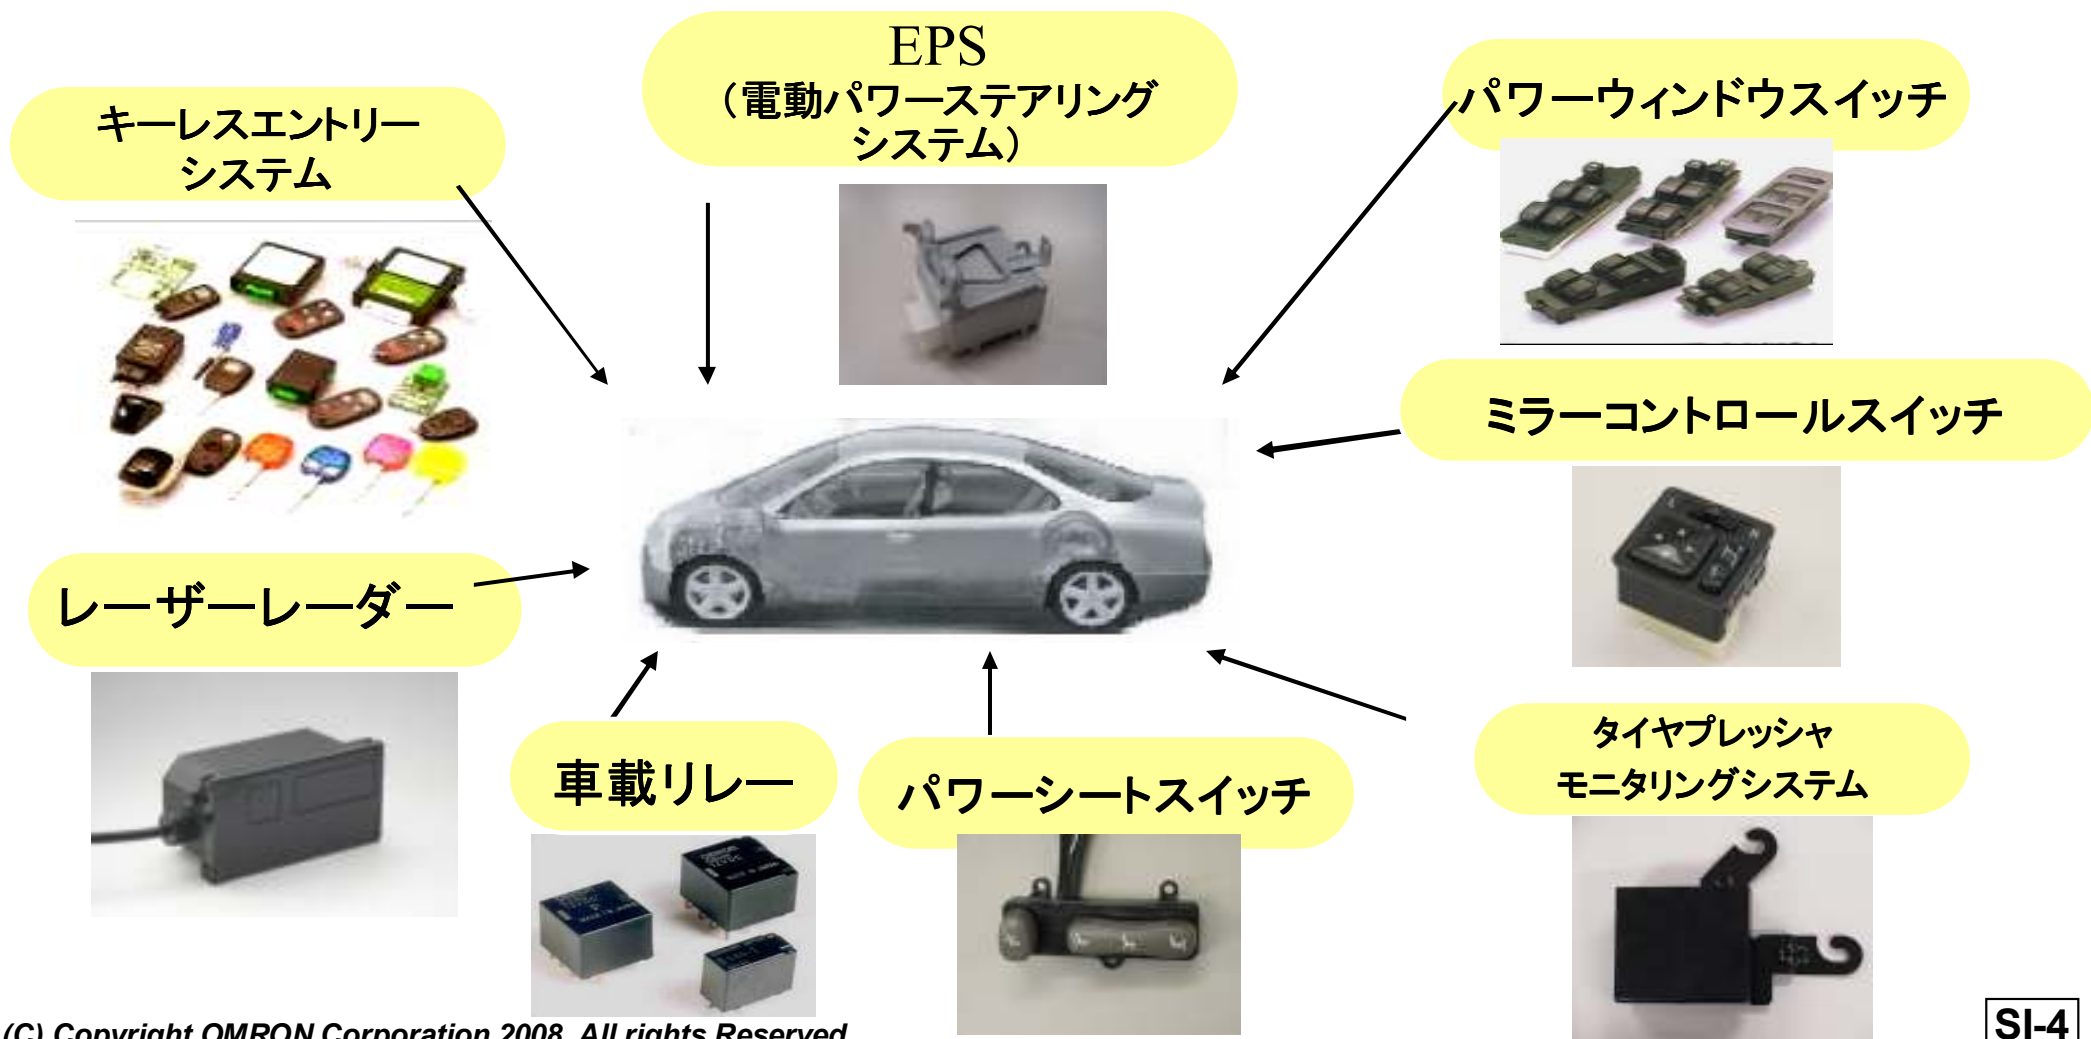 EPS
(電動パワーステアリング
システム)
パワーウィンドウスイッチ
キーレスエントリー
システム
ミラーコントロールスイッチ
レーザーレーダー
車載リレー
パワーシートスイッチ
タイヤプレッシャ
モニタリングシステム
(C) Copyright OMRON Corporation 2008. All rights Reserved
SI-4